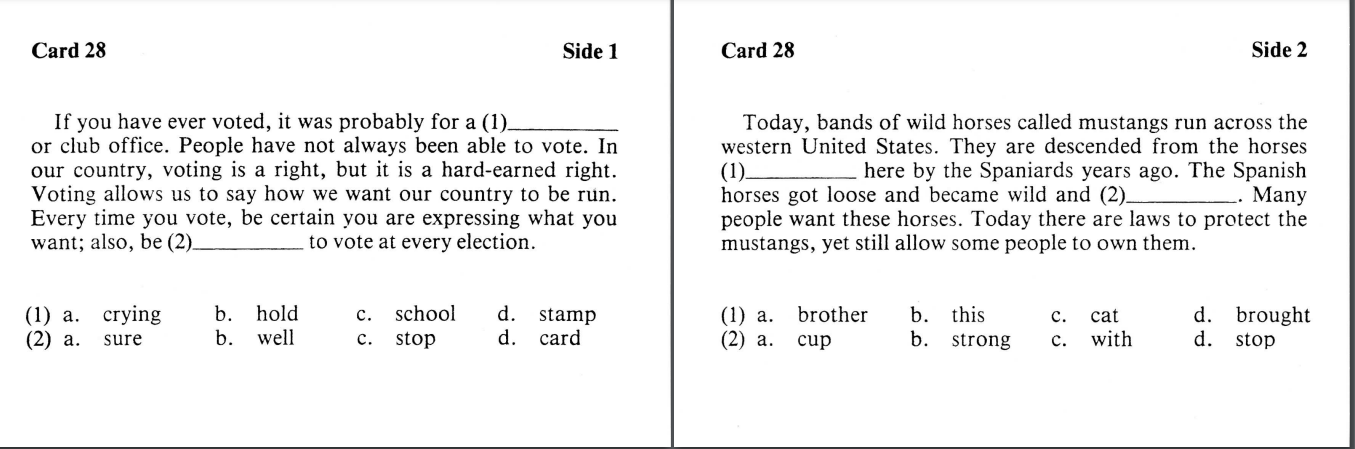 Card 28 Side 1
If you have ever voted, it was probably for a (1)__________
or club office. People have not always been able to vote. In
our country, voting is a right, but it is a hard-earned right.
Voting allows us to say how we want our country to be run.
Every time you vote, be certain you are expressing what you
want; also, be (2)__________ to vote at every election.
(1) a. crying b. hold c. school d. stamp
(2) a. sure b. well c. stop d. card
Card 28 Side 2
Today, bands of wild horses called mustangs run across the
western United States. They are descended from the horses
(1)__________ here by the Spaniards years ago. The Spanish
horses got loose and became wild and (2)__________. Many
people want these horses. Today there are laws to protect the
mustangs, yet still allow some people to own them.
(1) a. brother b. this c. cat d. brought
(2) a. cup b. strong c. with d. stop